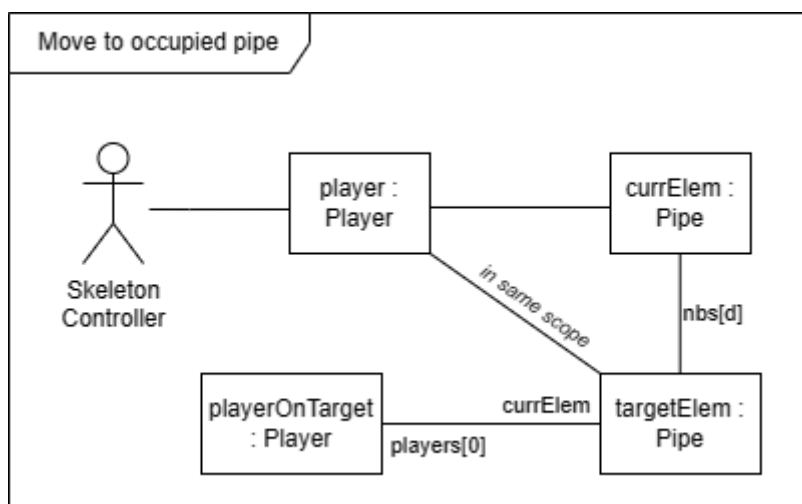 Move to occupied pipe
player :
Player
currElem :
Pipe
Skeleton
Controller
in same scope
nbs[d]
playerOnTarget
: Player
currElem
players[0]
targetElem :
Pipe